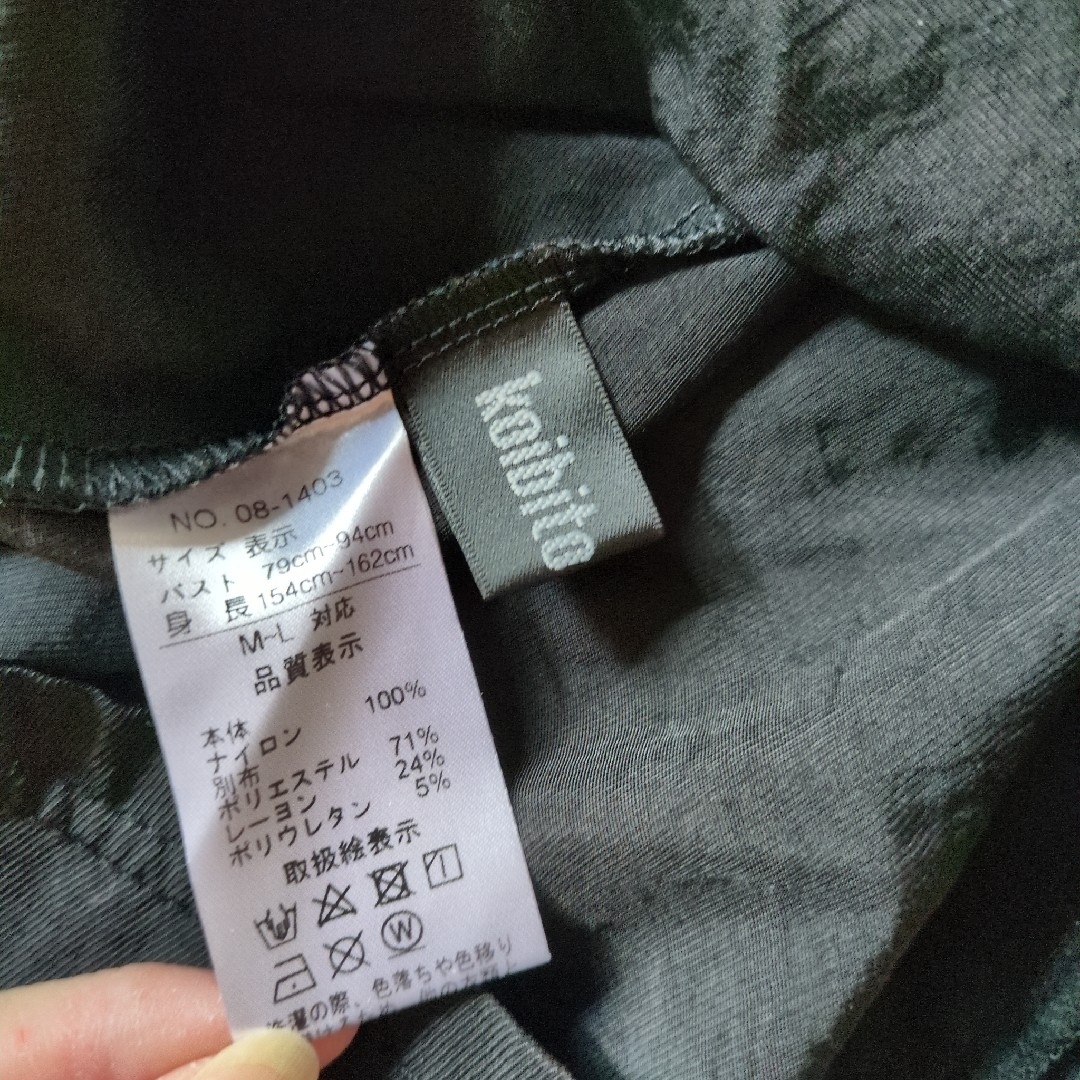 koibito
NO. 08-1403
サイズ 表示
バスト 79cm~94cm
身 長 154cm~162cm
M~L 対応
品質表示
本体
ナイロン 100%
別布
ポリエステル 71%
レーヨン 24%
ポリウレタン 5%
取扱絵表示
W
洗濯の際、色落ちや色移り